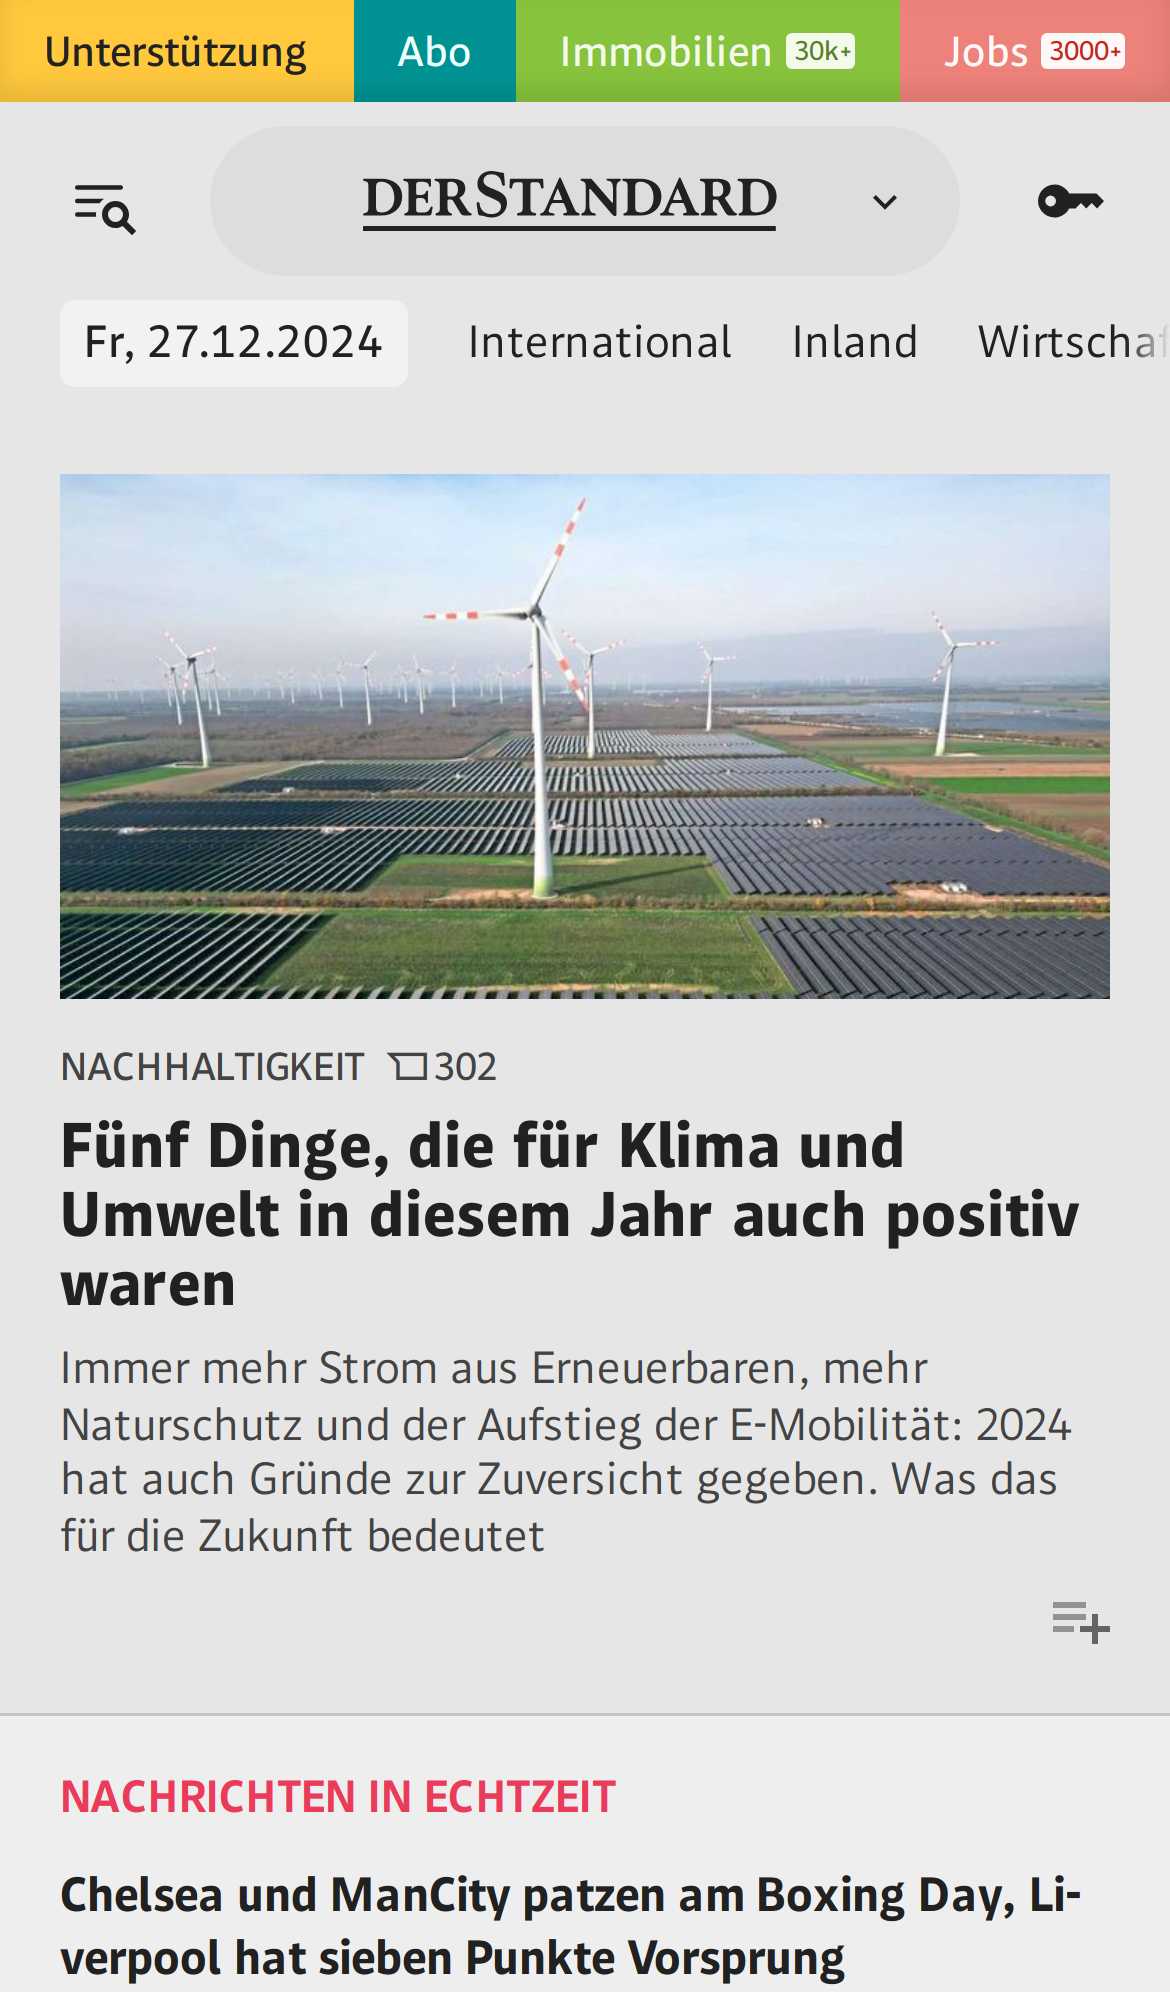 Unterstützung Abo Immobilien 30k+ Jobs 3000+
DERSTANDARD
Fr, 27.12.2024 International Inland Wirtschaf
NACHHALTIGKEIT 302
Fünf Dinge, die für Klima und
Umwelt in diesem Jahr auch positiv
waren
Immer mehr Strom aus Erneuerbaren, mehr
Naturschutz und der Aufstieg der E-Mobilität: 2024
hat auch Gründe zur Zuversicht gegeben. Was das
für die Zukunft bedeutet
NACHRICHTEN IN ECHTZEIT
Chelsea und ManCity patzen am Boxing Day, Li-
verpool hat sieben Punkte Vorsprung